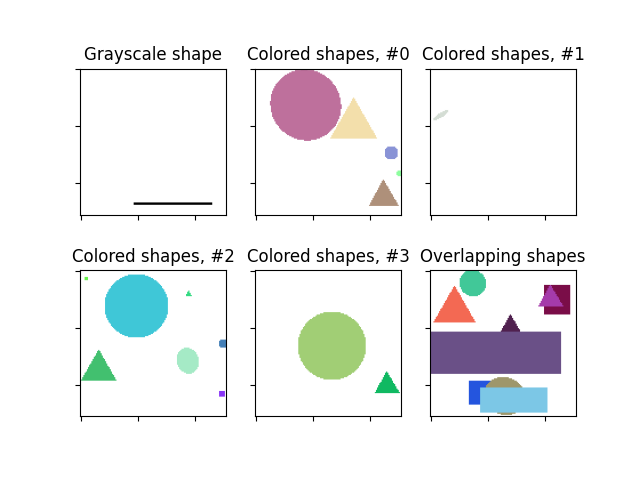 Grayscale shape
Colored shapes, #0
Colored shapes, #1
Colored shapes, #2
Colored shapes, #3
Overlapping shapes